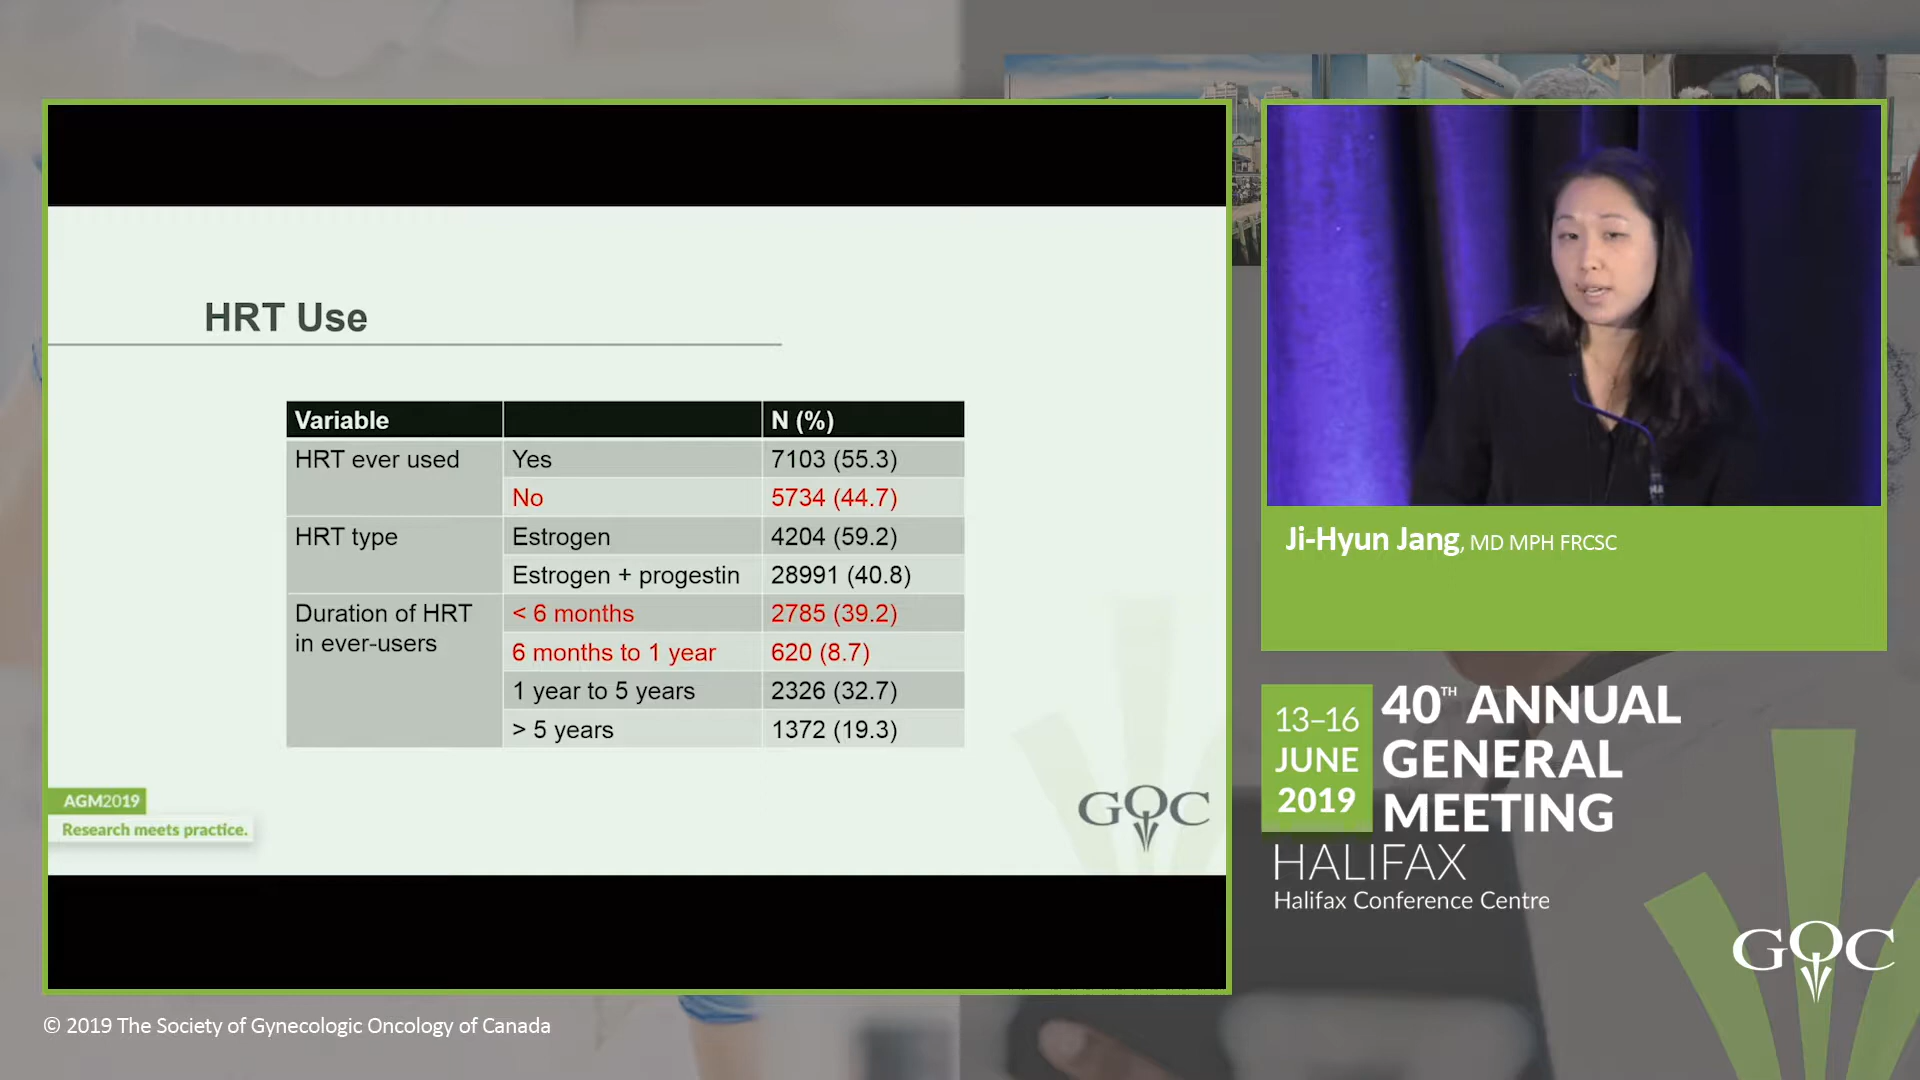 HRT Use
Variable N (%)
HRT ever used Yes 7103 (55.3)
No 5734 (44.7)
HRT type Estrogen 4204 (59.2)
Estrogen + progestin 28991 (40.8)
Duration of HRT < 6 months 2785 (39.2)
in ever-users
6 months to 1 year 620 (8.7)
1 year to 5 years 2326 (32.7)
> 5 years 1372 (19.3)
AGM2019
Research meets practice.
GOC
Ji-Hyun Jang, MD MPH FRCSC
13–16
JUNE
2019
40TH ANNUAL
GENERAL
MEETING
HALIFAX
Halifax Conference Centre
GOC
© 2019 The Society of Gynecologic Oncology of Canada